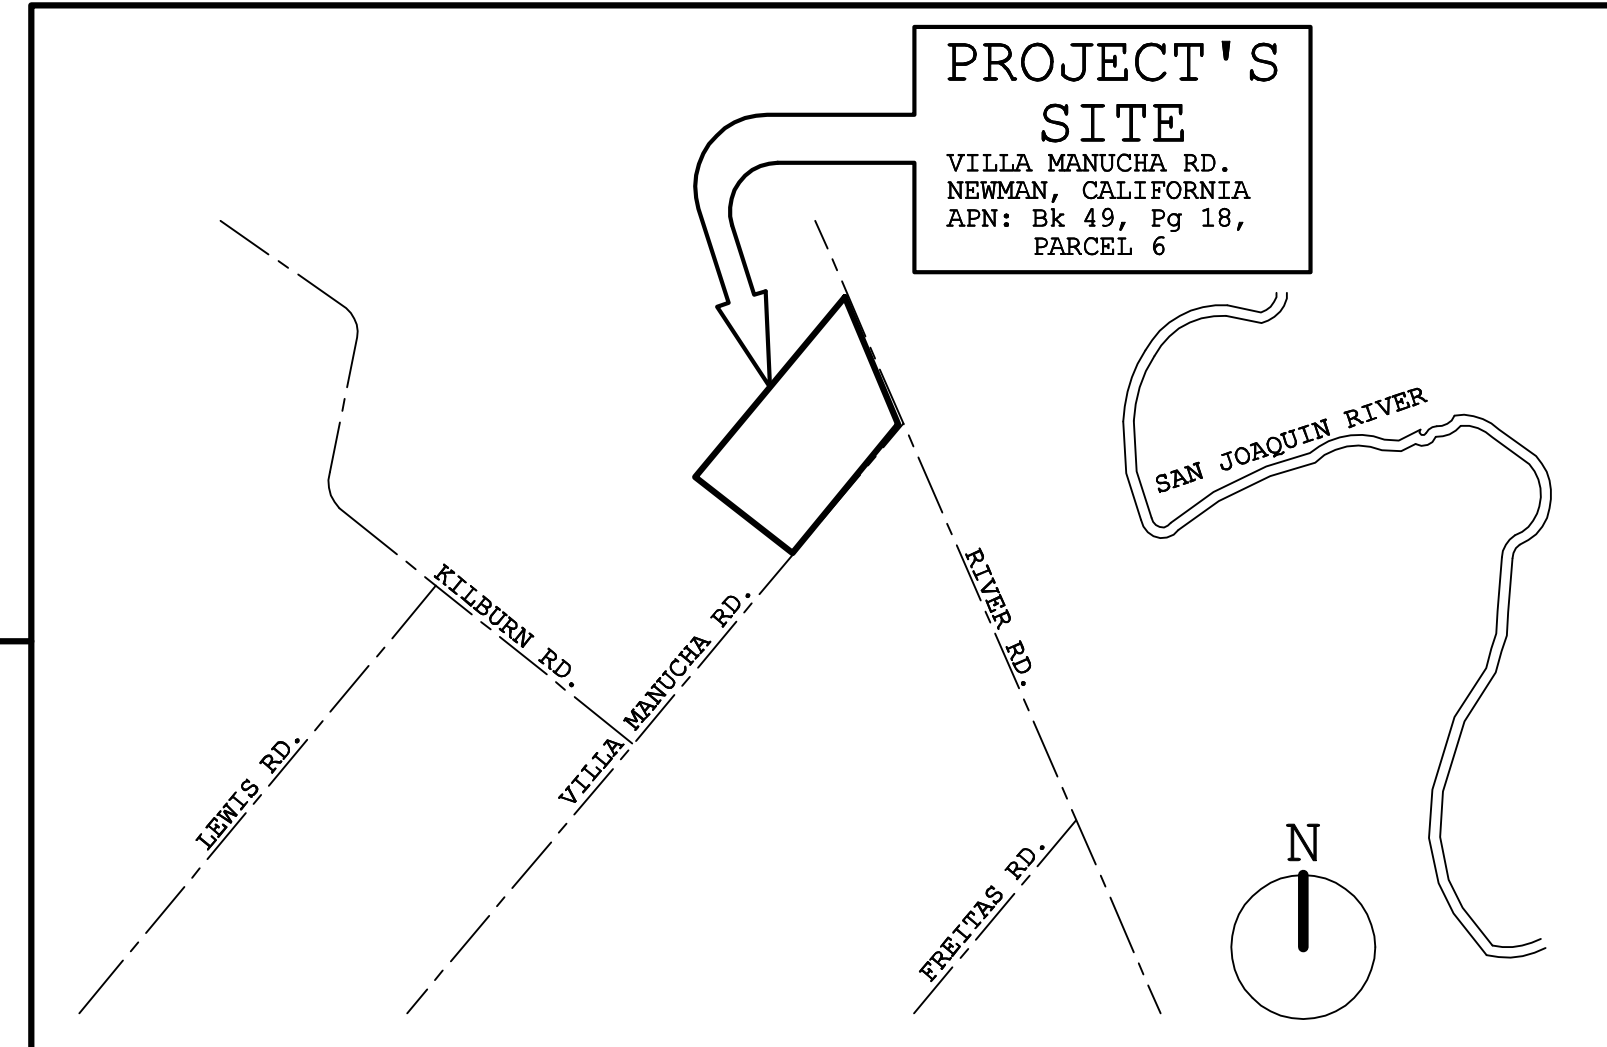 PROJECT'S
SITE
VILLA MANUCHA RD.
NEWMAN, CALIFORNIA
APN: Bk 49, Pg 18,
PARCEL 6
SAN JOAQUIN RIVER
KILBURN RD.
RIVER RD.
VILLA MANUCHA RD.
LEWIS RD.
FREITAS RD.
N